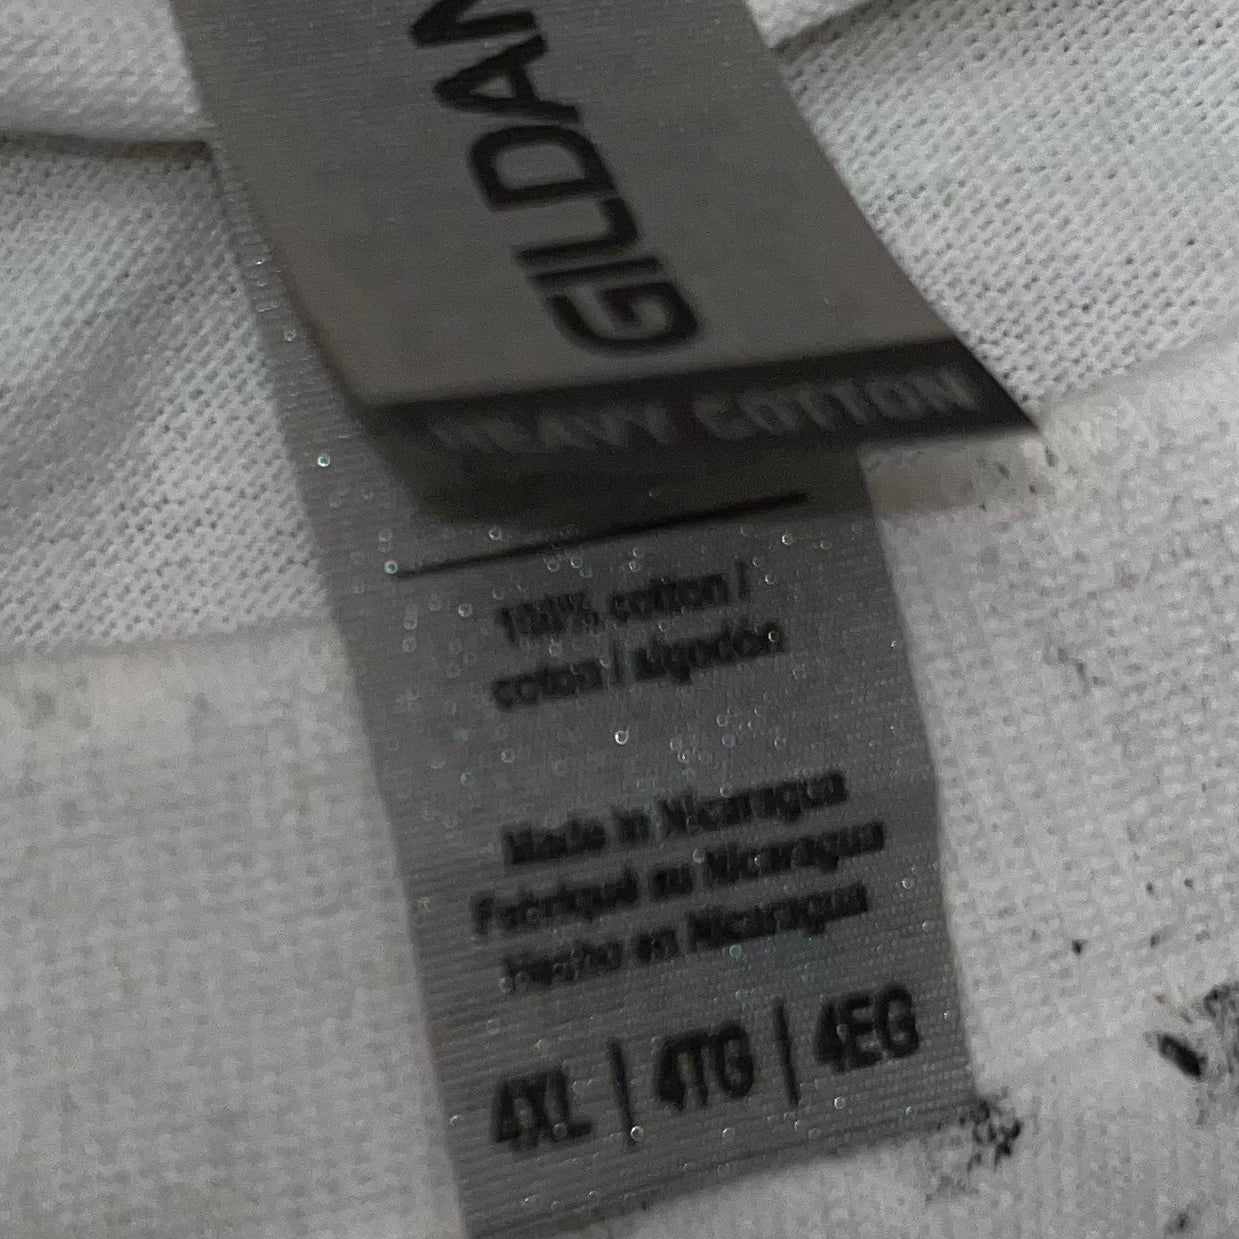 GILDAN
HEAVY COTTON
100% cotton /
coton / algodón
Made in Nicaragua
Fabriqué au Nicaragua
Hecho en Nicaragua
4XL | 4TG | 4EG